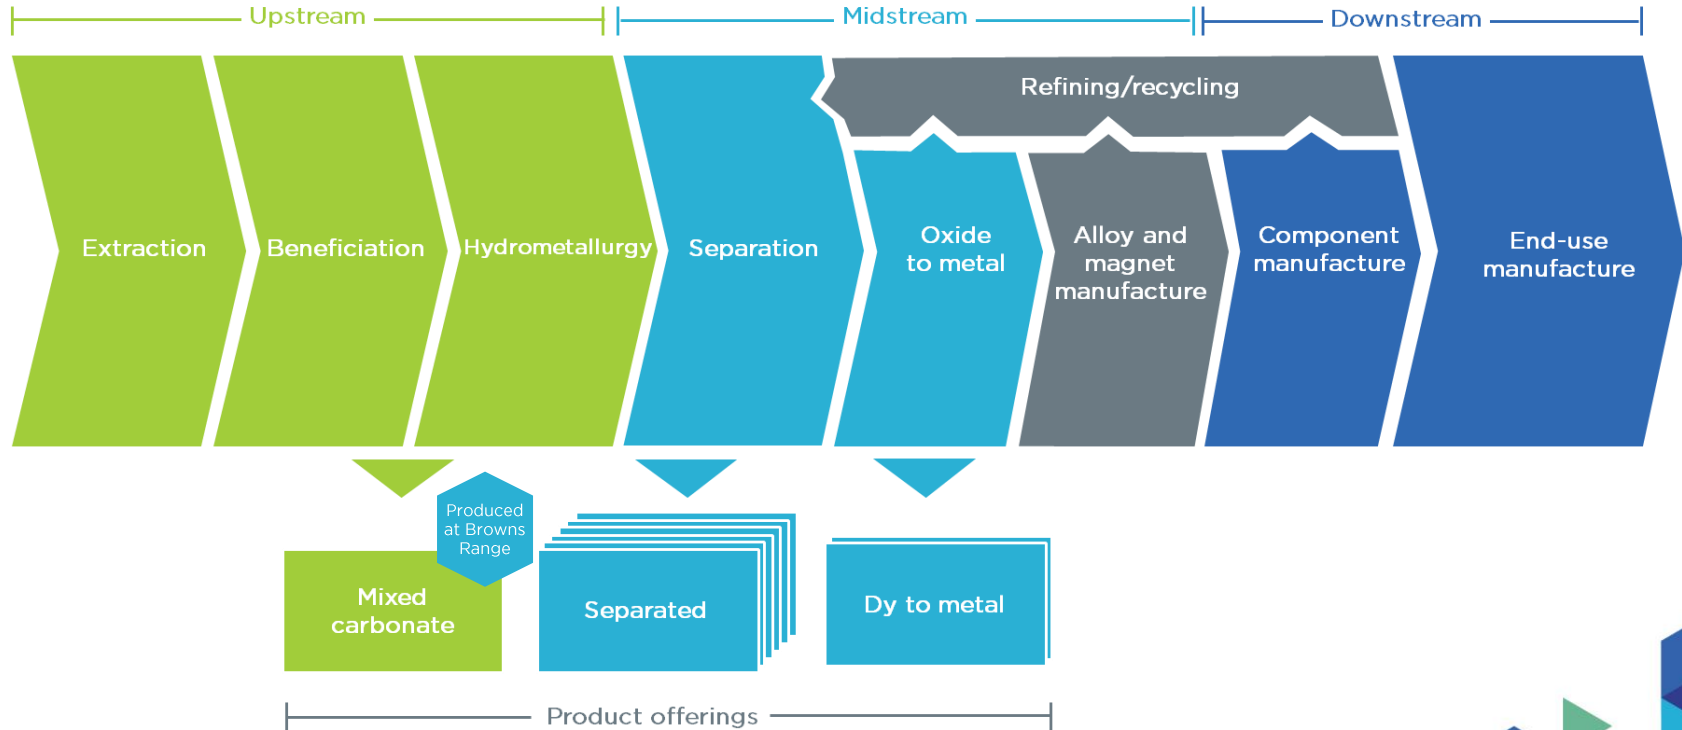 Upstream
Midstream
Downstream
Refining/recycling
Extraction
Beneficiation
Hydrometallurgy
Separation
Oxide
to metal
Alloy and
magnet
manufacture
Component
manufacture
End-use
manufacture
Produced
at Browns
Range
Mixed
carbonate
Separated
Dy to metal
Product offerings